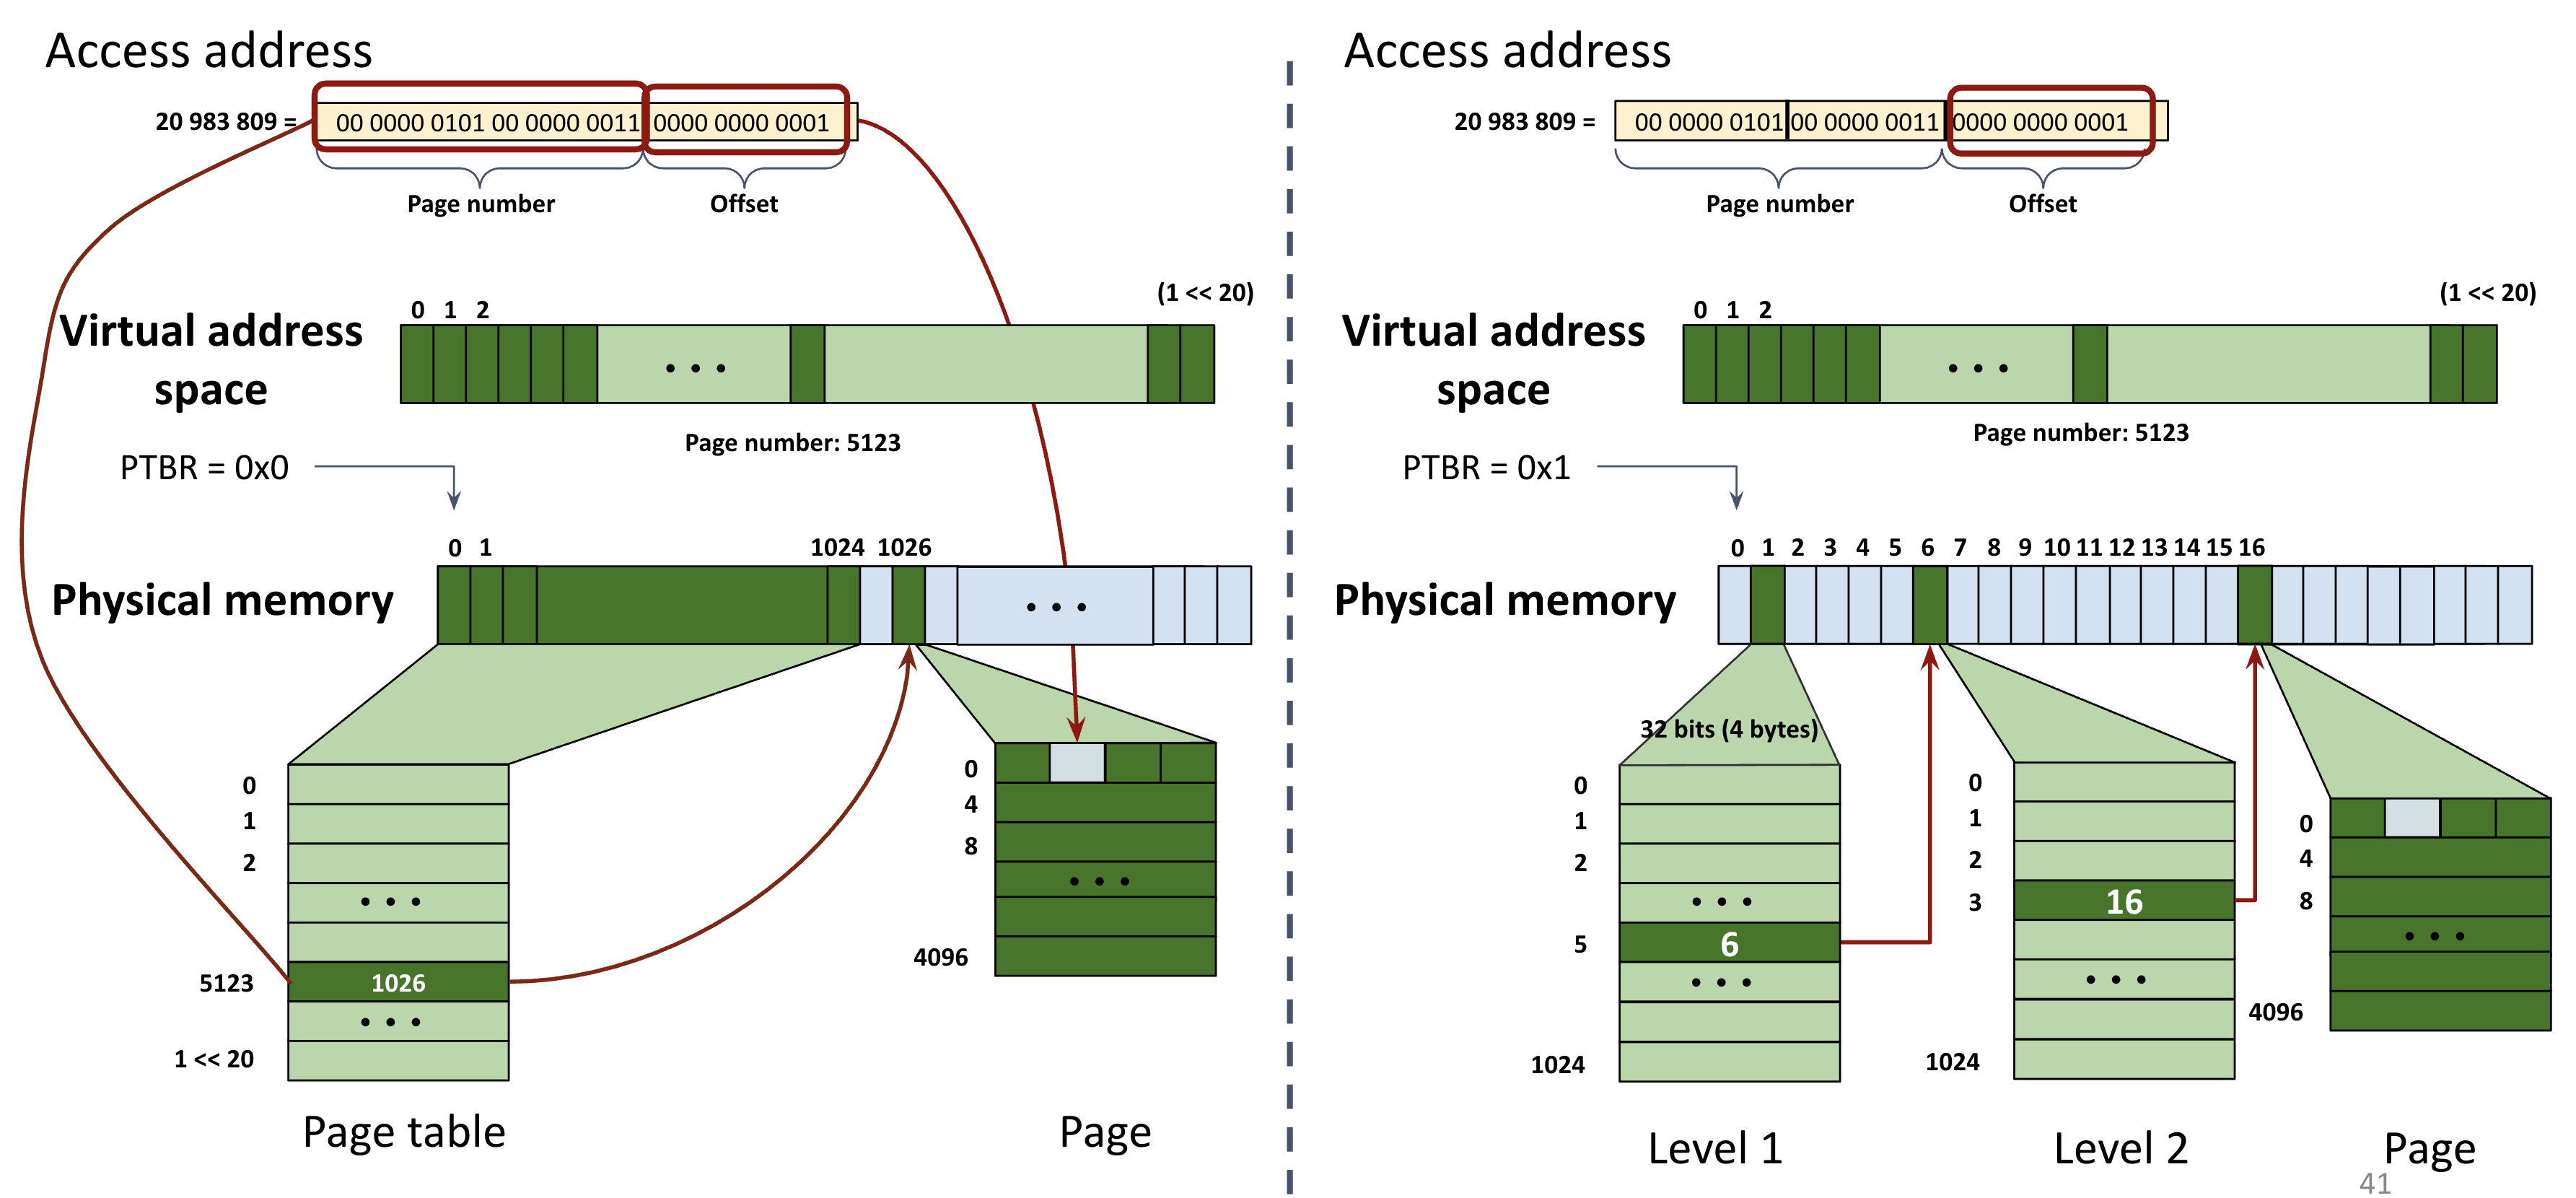 Access address
20 983 809 = 00 0000 0101 00 0000 0011 0000 0000 0001
Page number Offset
(1 << 20)
0 1 2
Virtual address
space
• • •
Page number: 5123
PTBR = 0x0
0 1 1024 1026
Physical memory
• • •
0
1
2
• • •
5123 1026
• • •
1 << 20
Page table
0
4
8
• • •
4096
Page
Access address
20 983 809 = 00 0000 0101 00 0000 0011 0000 0000 0001
Page number Offset
(1 << 20)
0 1 2
Virtual address
space
• • •
Page number: 5123
PTBR = 0x1
0 1 2 3 4 5 6 7 8 9 10 11 12 13 14 15 16
Physical memory
32 bits (4 bytes)
0
1
2
• • •
5 6
• • •
1024
Level 1
0
1
2
3 16
• • •
1024
Level 2
0
4
8
• • •
4096
Page
41